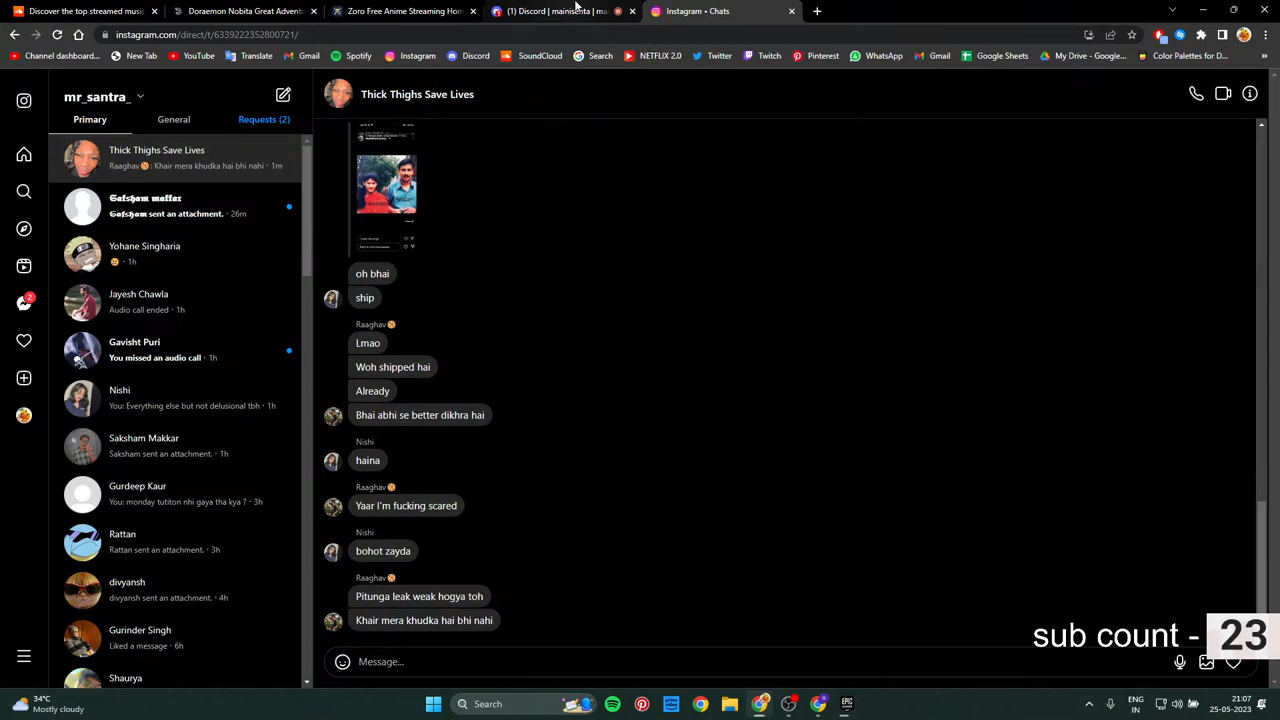 Discover the top streamed music
Doraemon Nobita Great Adventu
Zoro Free Anime Streaming Hom
(1) Discord | mainishta | ma
Instagram • Chats
instagram.com/direct/t/6339222352800721/
Channel dashboard...
New Tab
YouTube
Translate
Gmail
Spotify
Instagram
Discord
SoundCloud
Search
NETFLIX 2.0
Twitter
Twitch
Pinterest
WhatsApp
Gmail
Google Sheets
My Drive - Google...
Color Palettes for D...
mr_santra_
Primary
General
Requests (2)
Thick Thighs Save Lives
Raaghav🍪: Khair mera khudka hai bhi nahi · 1m
sent an attachment. · 26m
Yohane Singharia
🥲 · 1h
Jayesh Chawla
Audio call ended · 1h
Gavisht Puri
You missed an audio call · 1h
2
Nishi
You: Everything else but not delusional tbh · 1h
Saksham Makkar
Saksham sent an attachment. · 1h
Gurdeep Kaur
You: monday tutiton nhi gaya tha kya ? · 3h
Rattan
Rattan sent an attachment. · 3h
divyansh
divyansh sent an attachment. · 4h
Gurinder Singh
Liked a message · 6h
Shaurya
Thick Thighs Save Lives
oh bhai
ship
Raaghav🍪
Lmao
Woh shipped hai
Already
Bhai abhi se better dikhra hai
Nishi
haina
Raaghav🍪
Yaar I'm fucking scared
Nishi
bohot zayda
Raaghav🍪
Pitunga leak weak hogya toh
Khair mera khudka hai bhi nahi
Message...
sub count - 23
34°C
Mostly cloudy
Search
ENG
IN
21:07
25-05-2023